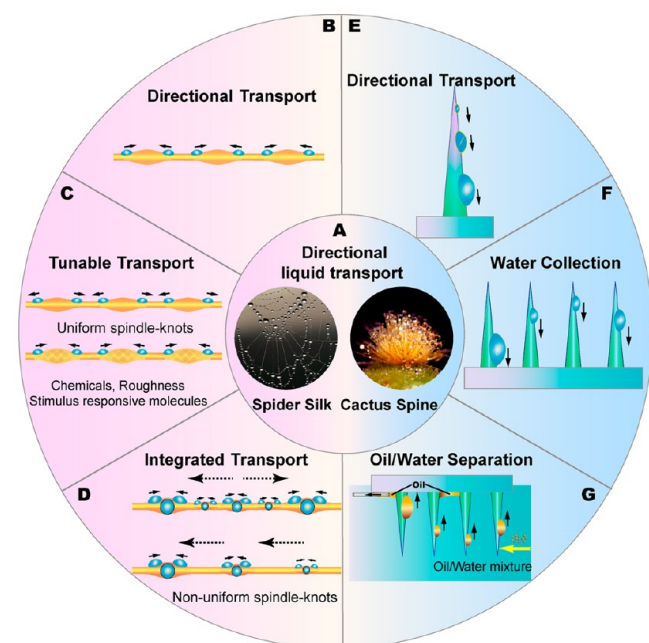 B
E
Directional Transport
Directional Transport
C
F
A
Directional
liquid transport
Tunable Transport
Water Collection
Uniform spindle-knots
Chemicals, Roughness
Stimulus responsive molecules
Spider Silk
Cactus Spine
Integrated Transport
Oil/Water Separation
D
G
Oil
Oil/Water mixture
Non-uniform spindle-knots